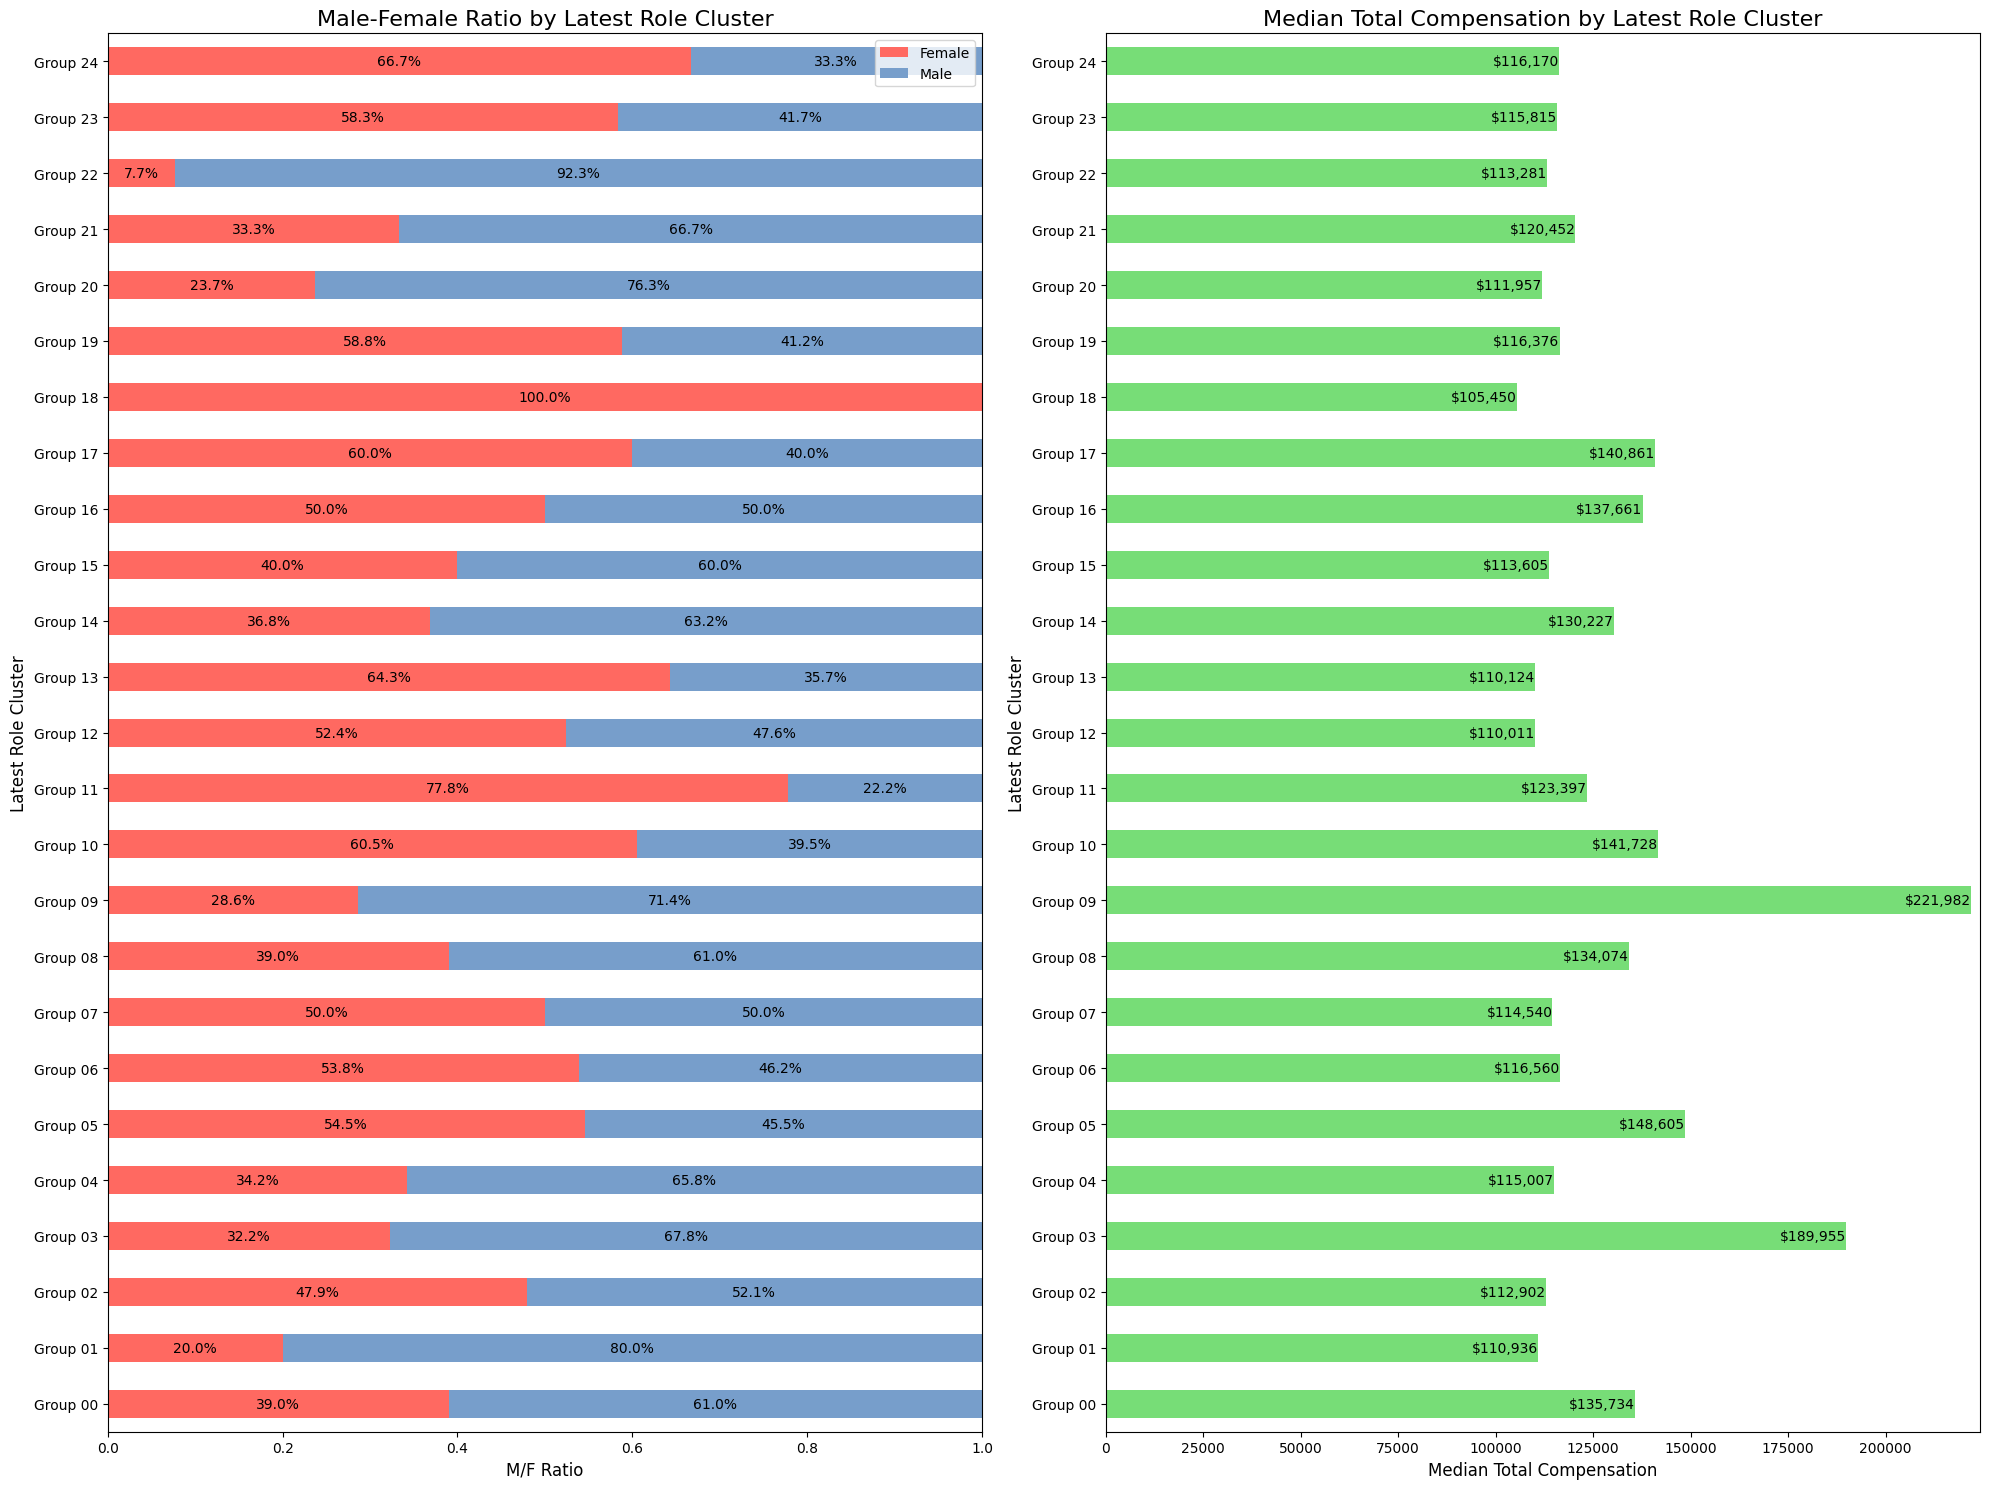 Male-Female Ratio by Latest Role Cluster
Female
Male
Latest Role Cluster
Group 24 66.7% 33.3%
Group 23 58.3% 41.7%
Group 22 7.7% 92.3%
Group 21 33.3% 66.7%
Group 20 23.7% 76.3%
Group 19 58.8% 41.2%
Group 18 100.0%
Group 17 60.0% 40.0%
Group 16 50.0% 50.0%
Group 15 40.0% 60.0%
Group 14 36.8% 63.2%
Group 13 64.3% 35.7%
Group 12 52.4% 47.6%
Group 11 77.8% 22.2%
Group 10 60.5% 39.5%
Group 09 28.6% 71.4%
Group 08 39.0% 61.0%
Group 07 50.0% 50.0%
Group 06 53.8% 46.2%
Group 05 54.5% 45.5%
Group 04 34.2% 65.8%
Group 03 32.2% 67.8%
Group 02 47.9% 52.1%
Group 01 20.0% 80.0%
Group 00 39.0% 61.0%
0.0 0.2 0.4 0.6 0.8 1.0
M/F Ratio
Median Total Compensation by Latest Role Cluster
Latest Role Cluster
Group 24 $116,170
Group 23 $115,815
Group 22 $113,281
Group 21 $120,452
Group 20 $111,957
Group 19 $116,376
Group 18 $105,450
Group 17 $140,861
Group 16 $137,661
Group 15 $113,605
Group 14 $130,227
Group 13 $110,124
Group 12 $110,011
Group 11 $123,397
Group 10 $141,728
Group 09 $221,982
Group 08 $134,074
Group 07 $114,540
Group 06 $116,560
Group 05 $148,605
Group 04 $115,007
Group 03 $189,955
Group 02 $112,902
Group 01 $110,936
Group 00 $135,734
0 25000 50000 75000 100000 125000 150000 175000 200000
Median Total Compensation